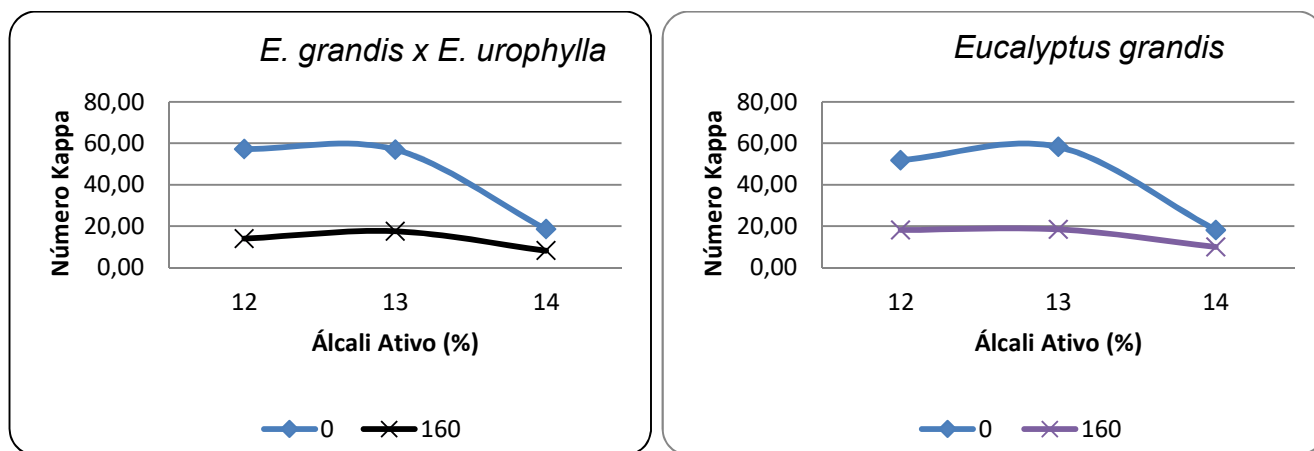 E. grandis x E. urophylla
Número Kappa
80,00
60,00
40,00
20,00
0,00
12 13 14
Álcali Ativo (%)
0 160
Eucalyptus grandis
Número Kappa
80,00
60,00
40,00
20,00
0,00
12 13 14
Álcali Ativo (%)
0 160